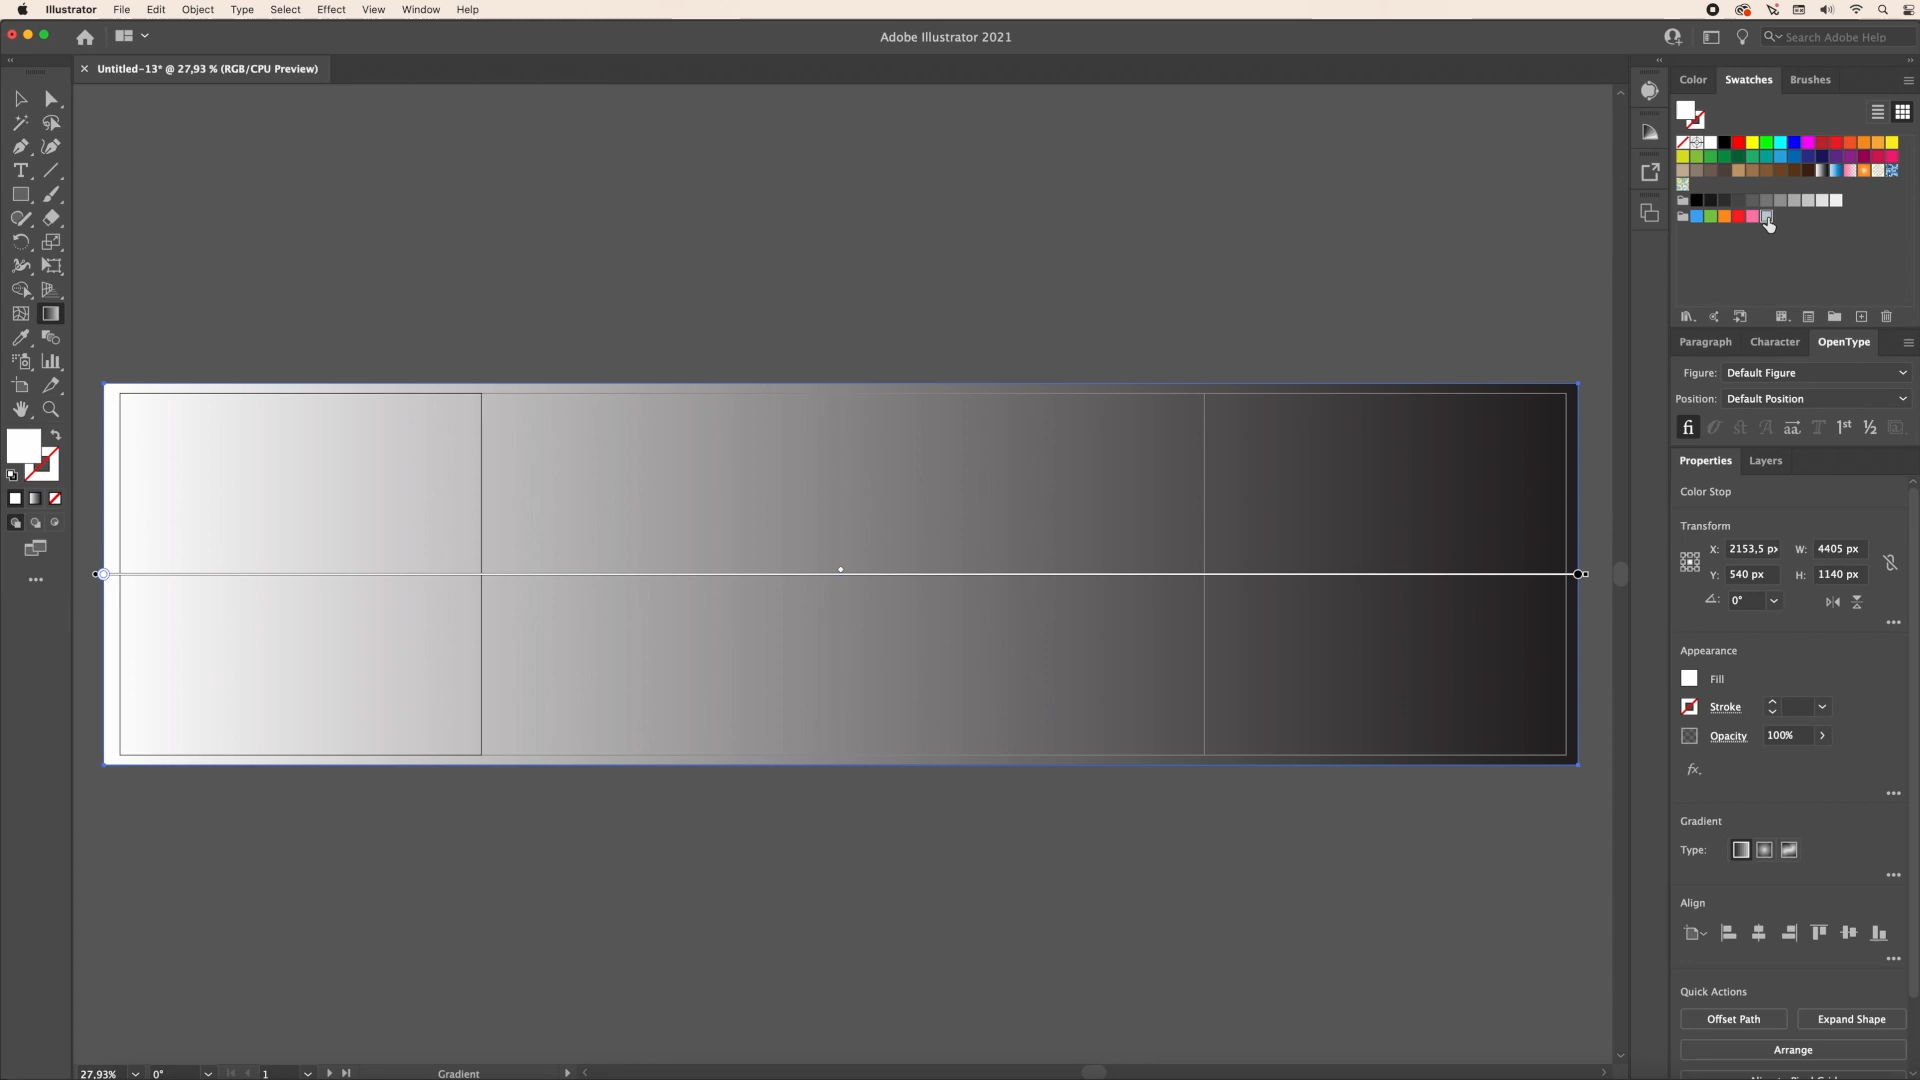 Illustrator File Edit Object Type Select Effect View Window Help
Adobe Illustrator 2021
Search Adobe Help
Untitled-13* @ 27,93 % (RGB/CPU Preview)
Color Swatches Brushes
Paragraph Character OpenType
Figure: Default Figure
Position: Default Position
Properties Layers
Color Stop
Transform
X: 2153,5 px W: 4405 px
Y: 540 px H: 1140 px
0°
Appearance
Fill
Stroke
Opacity 100%
Gradient
Type:
Align
Quick Actions
Offset Path Expand Shape
Arrange
27,93% 0° 1 Gradient